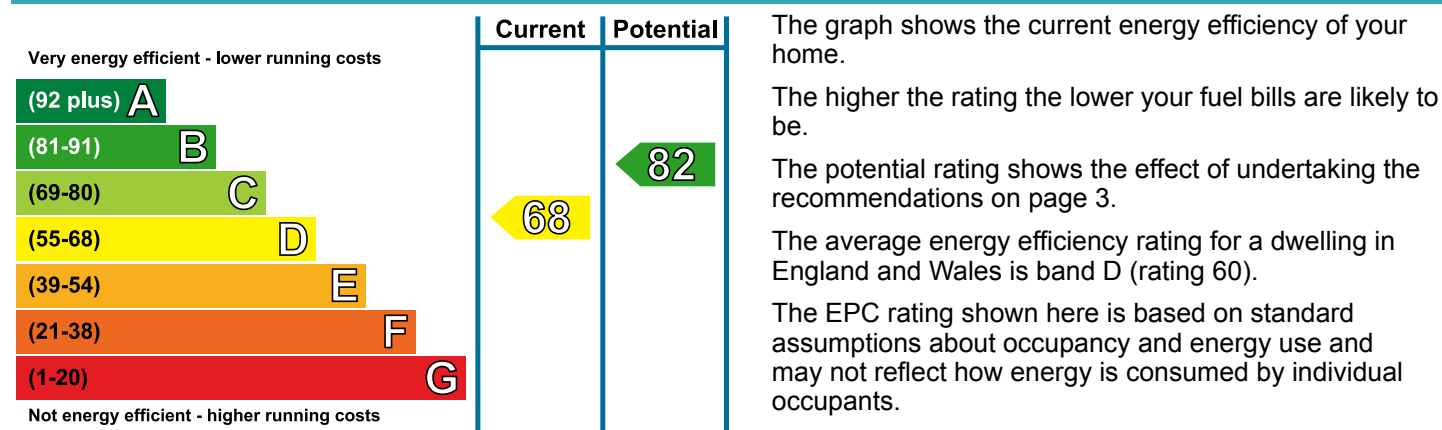 Current Potential
Very energy efficient - lower running costs
(92 plus) A
(81-91) B
(69-80) C
(55-68) D
(39-54) E
(21-38) F
(1-20) G
Not energy efficient - higher running costs
68
82
The graph shows the current energy efficiency of your
home.
The higher the rating the lower your fuel bills are likely to
be.
The potential rating shows the effect of undertaking the
recommendations on page 3.
The average energy efficiency rating for a dwelling in
England and Wales is band D (rating 60).
The EPC rating shown here is based on standard
assumptions about occupancy and energy use and
may not reflect how energy is consumed by individual
occupants.